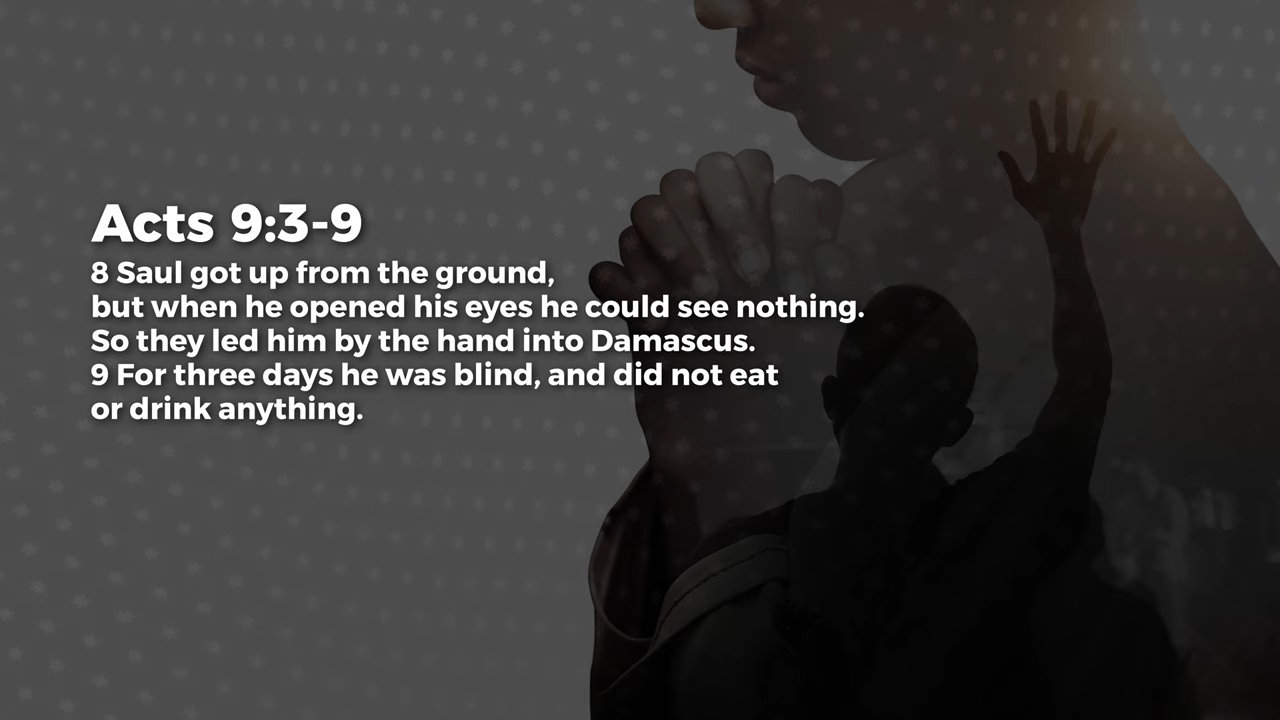 Acts 9:3-9
8 Saul got up from the ground,
but when he opened his eyes he could see nothing.
So they led him by the hand into Damascus.
9 For three days he was blind, and did not eat
or drink anything.